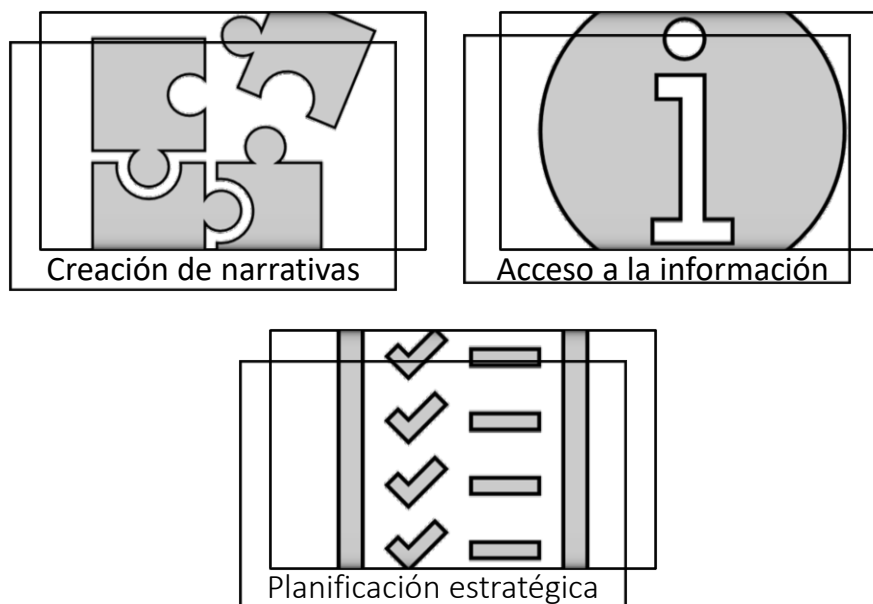 Creación de narrativas
Acceso a la información
Planificación estratégica